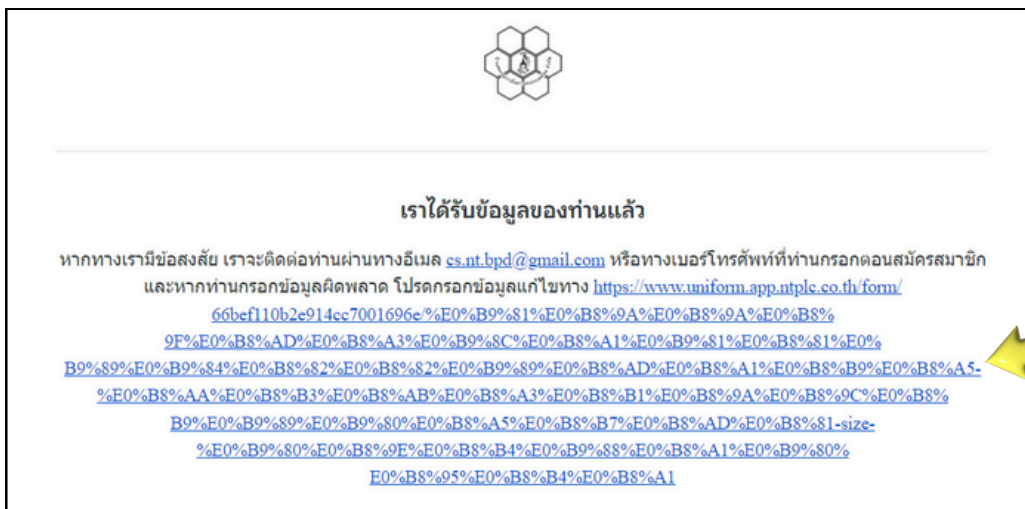 เราได้รับข้อมูลของท่านแล้ว
หากทางเรามีข้อสงสัย เราจะติดต่อท่านผ่านทางอีเมล cs.nt.bpd@gmail.com หรือทางเบอร์โทรศัพท์ที่ท่านกรอกตอนสมัครสมาชิก
และหากท่านกรอกข้อมูลผิดพลาด โปรดกรอกข้อมูลแก้ไขทาง https://www.uniform.app.ntplc.co.th/form/
66bef110b2e914cc7001696e/%E0%B9%81%E0%B8%9A%E0%B8%9A%E0%B8%
9F%E0%B8%AD%E0%B8%A3%E0%B9%8C%E0%B8%A1%E0%B9%81%E0%B8%81%E0%
B9%89%E0%B9%84%E0%B8%82%E0%B8%82%E0%B9%89%E0%B8%AD%E0%B8%A1%E0%B8%B9%E0%B8%A5-
%E0%B8%AA%E0%B8%B3%E0%B8%AB%E0%B8%A3%E0%B8%B1%E0%B8%9A%E0%B8%9C%E0%B8%
B9%E0%B9%89%E0%B9%80%E0%B8%A5%E0%B8%B7%E0%B8%AD%E0%B8%81-size-
%E0%B9%80%E0%B8%9E%E0%B8%B4%E0%B9%88%E0%B8%A1%E0%B9%80%
E0%B8%95%E0%B8%B4%E0%B8%A1